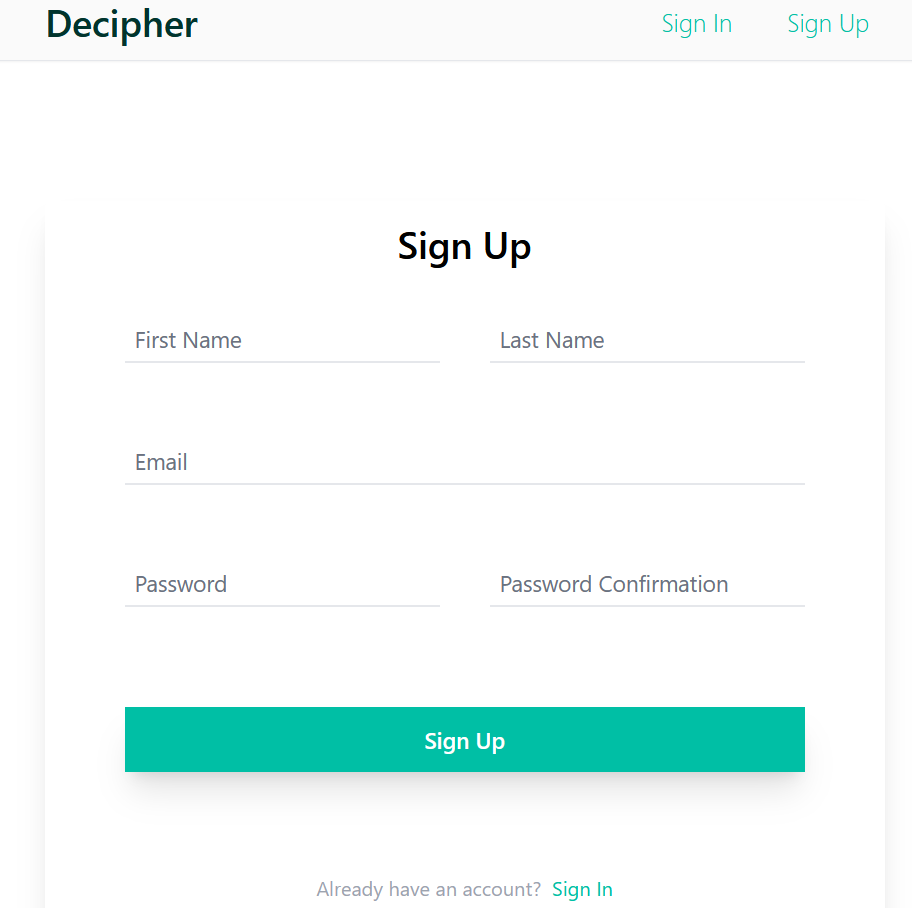 Decipher Sign In Sign Up
Sign Up
First Name Last Name
Email
Password Password Confirmation
Sign Up
Already have an account? Sign In